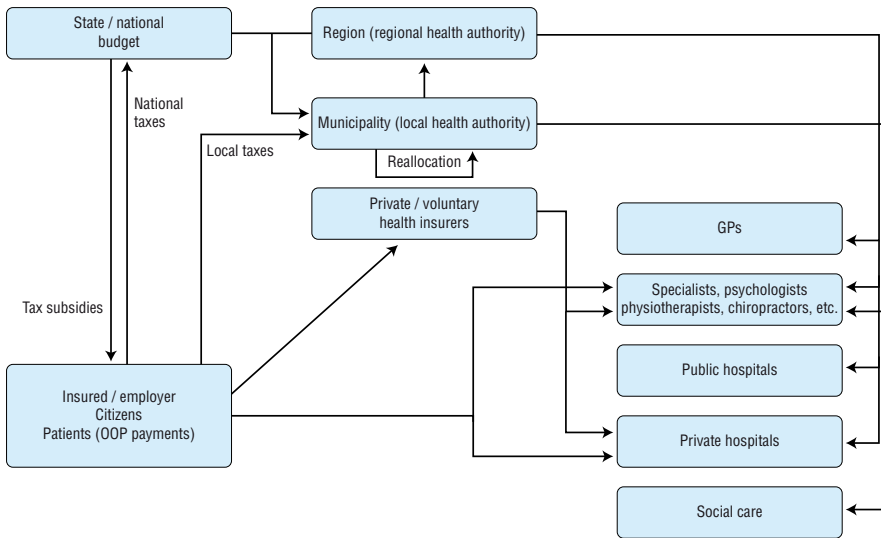 State / national
budget
Region (regional health authority)
National
taxes
Municipality (local health authority)
Local taxes
Reallocation
Private / voluntary
health insurers
GPs
Specialists, psychologists
physiotherapists, chiropractors, etc.
Tax subsidies
Public hospitals
Insured / employer
Citizens
Patients (OOP payments)
Private hospitals
Social care